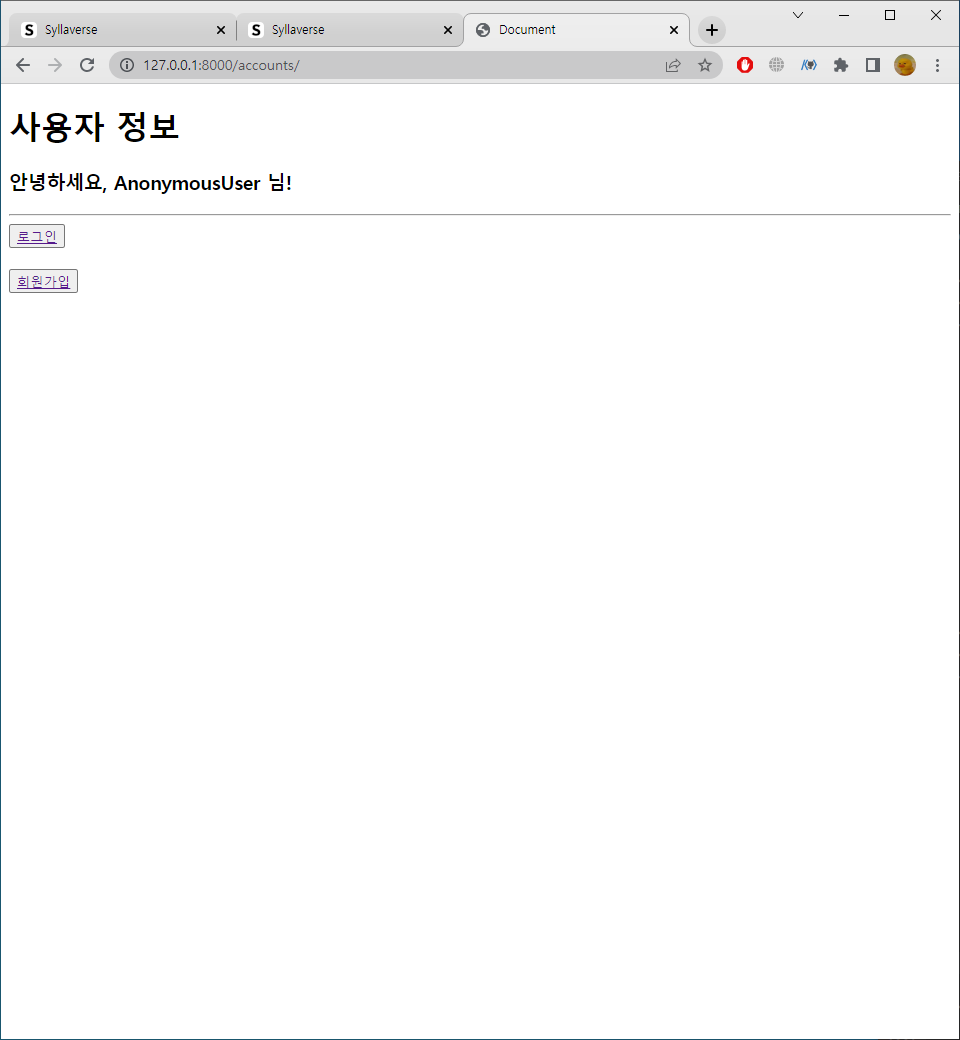 Syllaverse
Syllaverse
Document
127.0.0.1:8000/accounts/
사용자 정보
안녕하세요, AnonymousUser 님!
로그인
회원가입